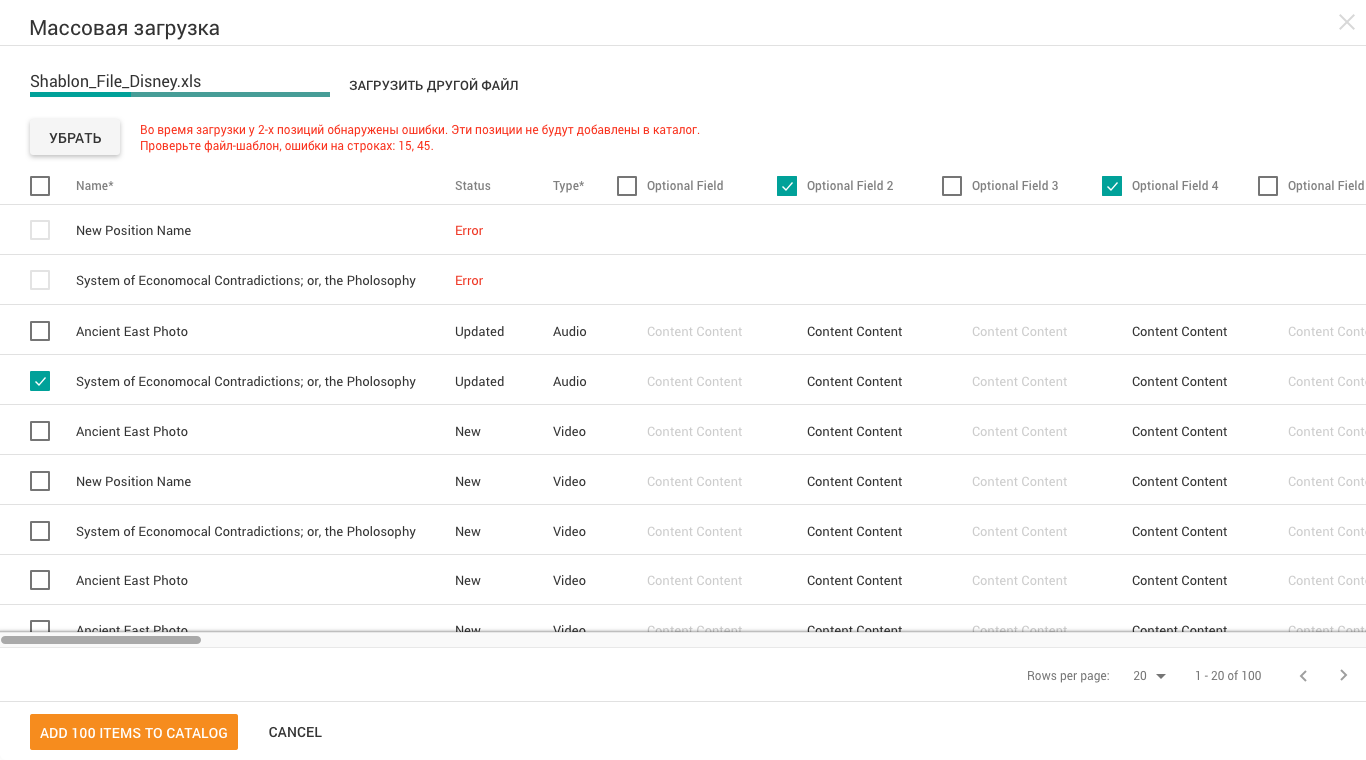 Массовая загрузка
Shablon_File_Disney.xls ЗАГРУЗИТЬ ДРУГОЙ ФАЙЛ
УБРАТЬ
Во время загрузки у 2-х позиций обнаружены ошибки. Эти позиции не будут добавлены в каталог.
Проверьте файл-шаблон, ошибки на строках: 15, 45.
Name* Status Type* Optional Field Optional Field 2 Optional Field 3 Optional Field 4 Optional Field
New Position Name Error
System of Economocal Contradictions; or, the Pholosophy Error
Ancient East Photo Updated Audio Content Content Content Content Content Content Content Content Content Cont
System of Economocal Contradictions; or, the Pholosophy Updated Audio Content Content Content Content Content Content Content Content Content Cont
Ancient East Photo New Video Content Content Content Content Content Content Content Content Content Cont
New Position Name New Video Content Content Content Content Content Content Content Content Content Cont
System of Economocal Contradictions; or, the Pholosophy New Video Content Content Content Content Content Content Content Content Content Cont
Ancient East Photo New Video Content Content Content Content Content Content Content Content Content Cont
Ancient East Photo New Video Content Content Content Content Content Content Content Content Content Cont
Rows per page: 20 1 - 20 of 100
ADD 100 ITEMS TO CATALOG CANCEL